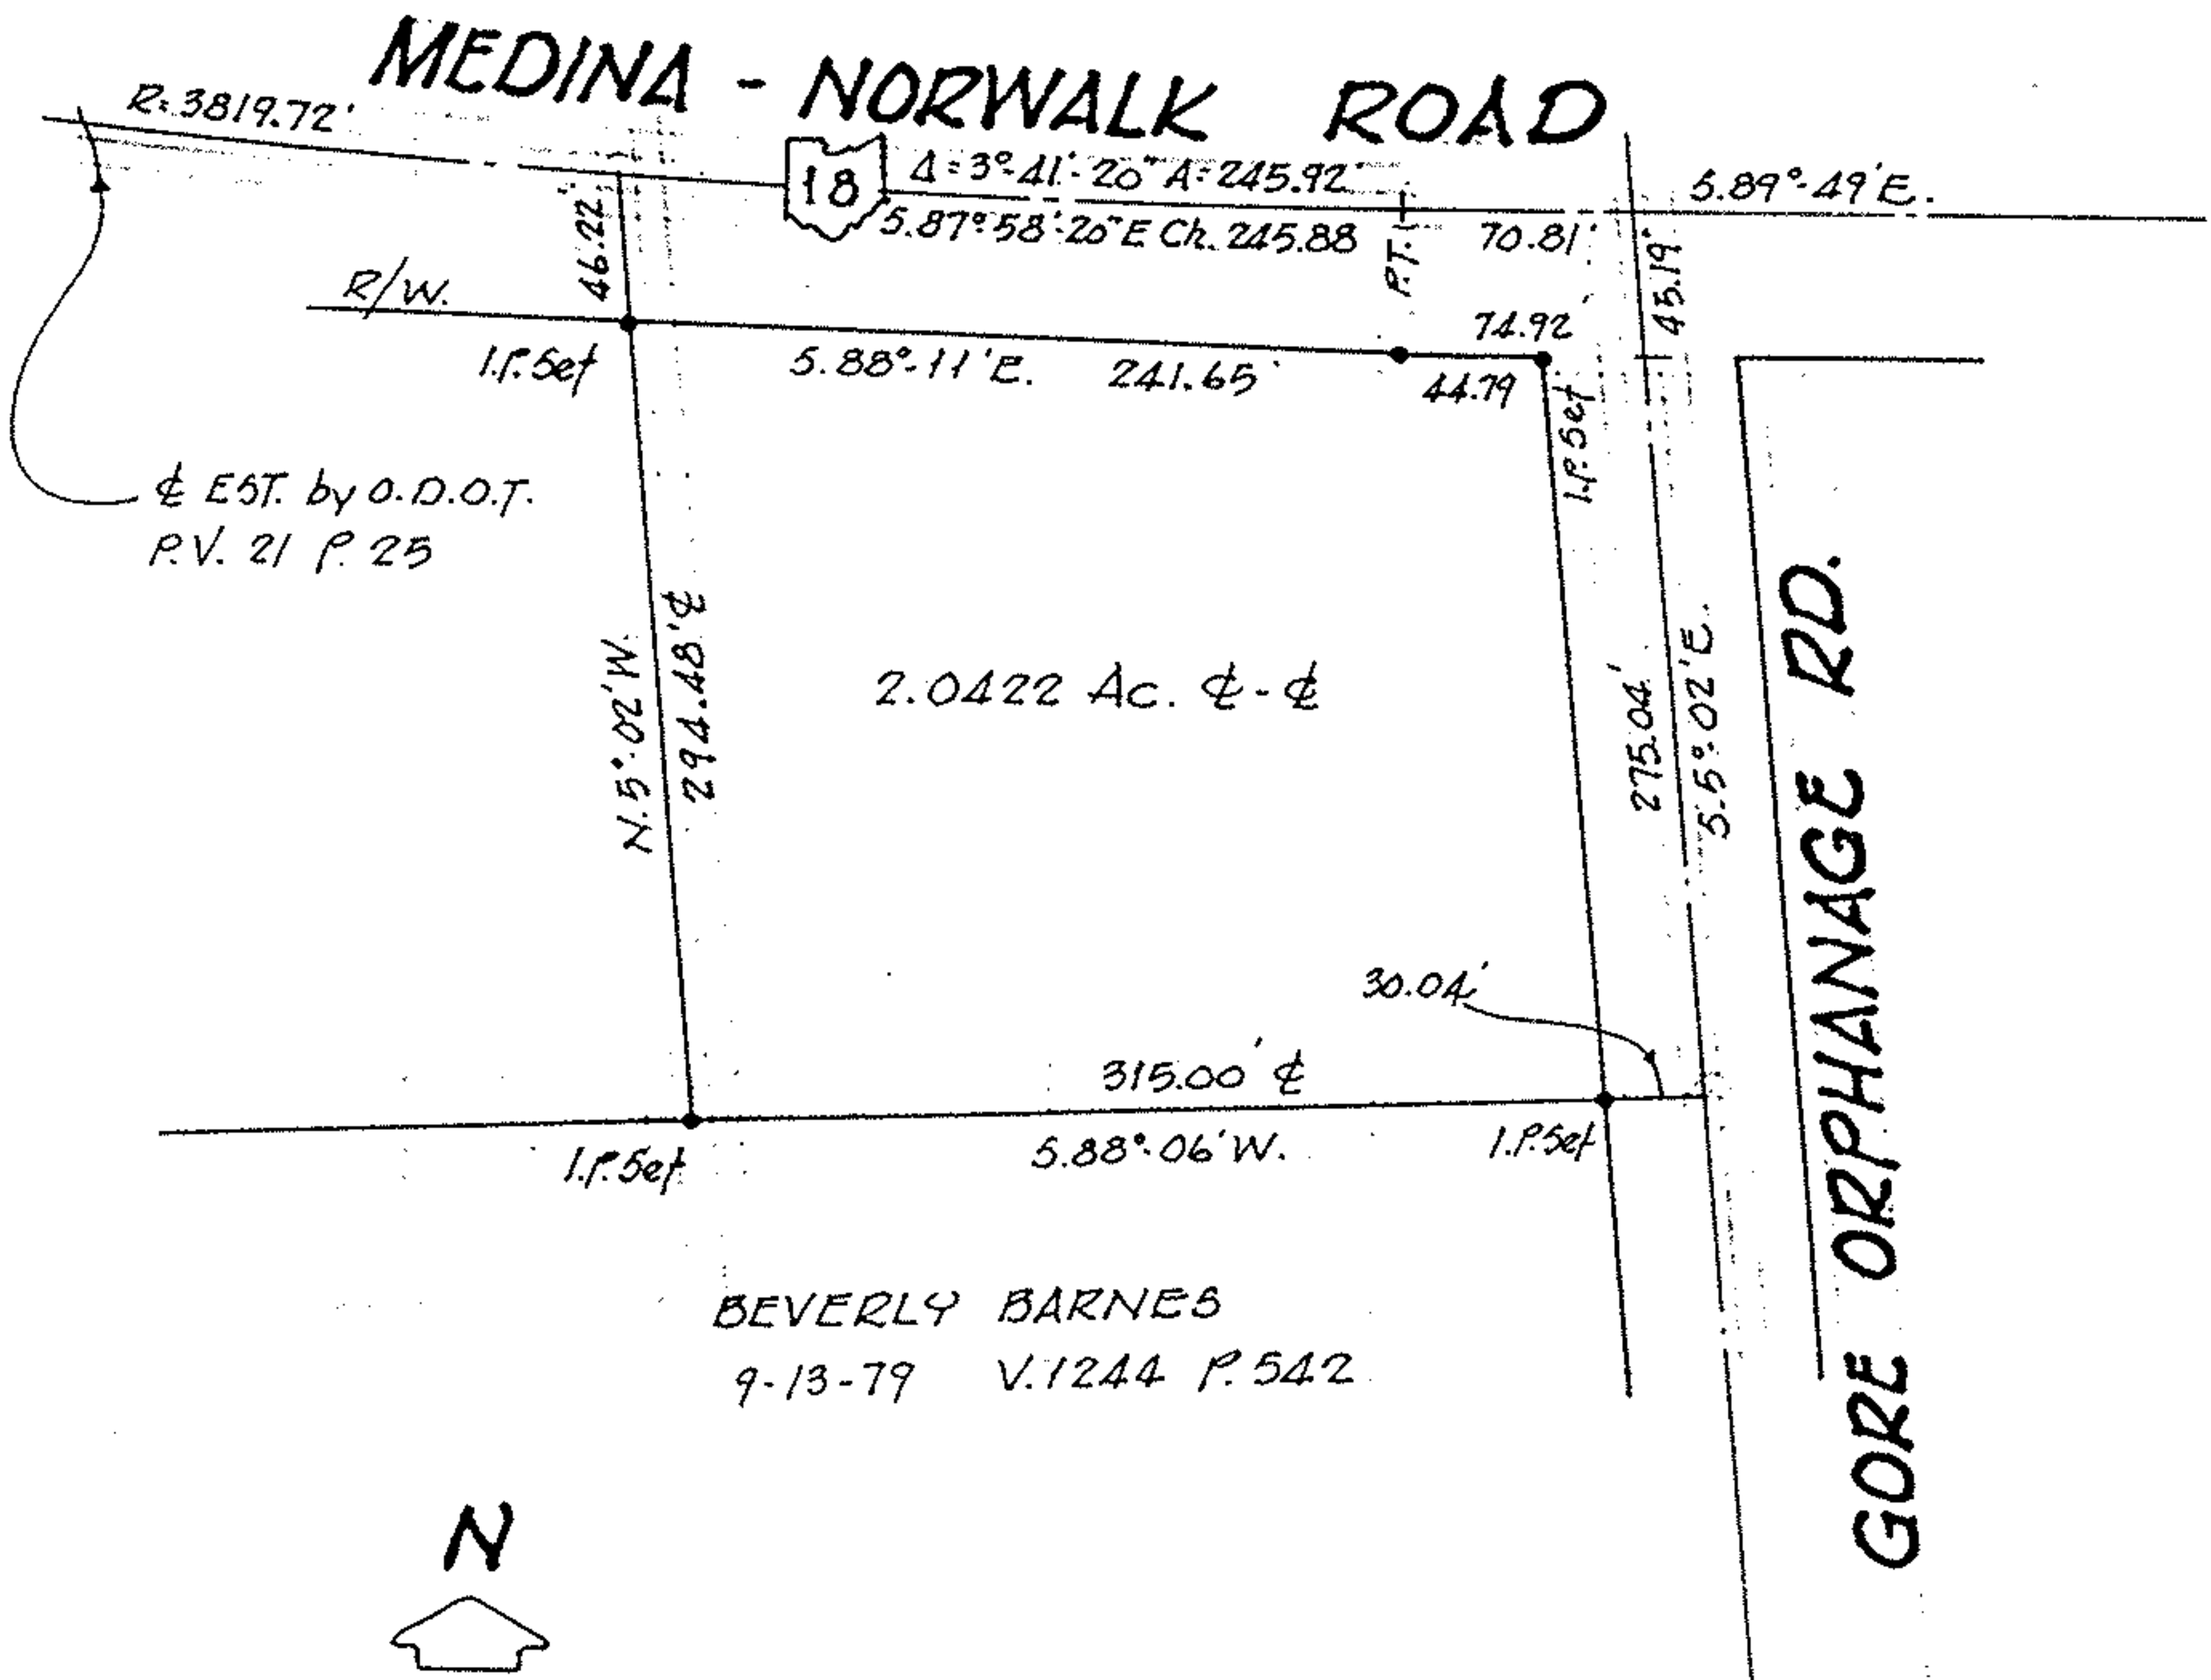 MEDINA - NORWALK ROAD
R=3819.72'
18
Δ=3°-41'-20" A=245.92'
S.87°58'-20"E Ch. 245.88
P.T.
70.81'
S.89°-49'E.
46.22'
45.19'
R/W.
I.P. Set
S.88°-11'E. 241.65'
74.92'
44.79
I.P. Set
℄ EST. by O.D.O.T.
P.V. 21 P. 25
N.5°-02'W.
294.48' ℄
2.0422 Ac. ℄-℄
275.04'
S.5°-02'E.
GORE ORPHANAGE RD.
30.04'
315.00' ℄
S.88°-06'W.
I.P. Set
I.P. Set
BEVERLY BARNES
9-13-79 V.1244 P. 542
N